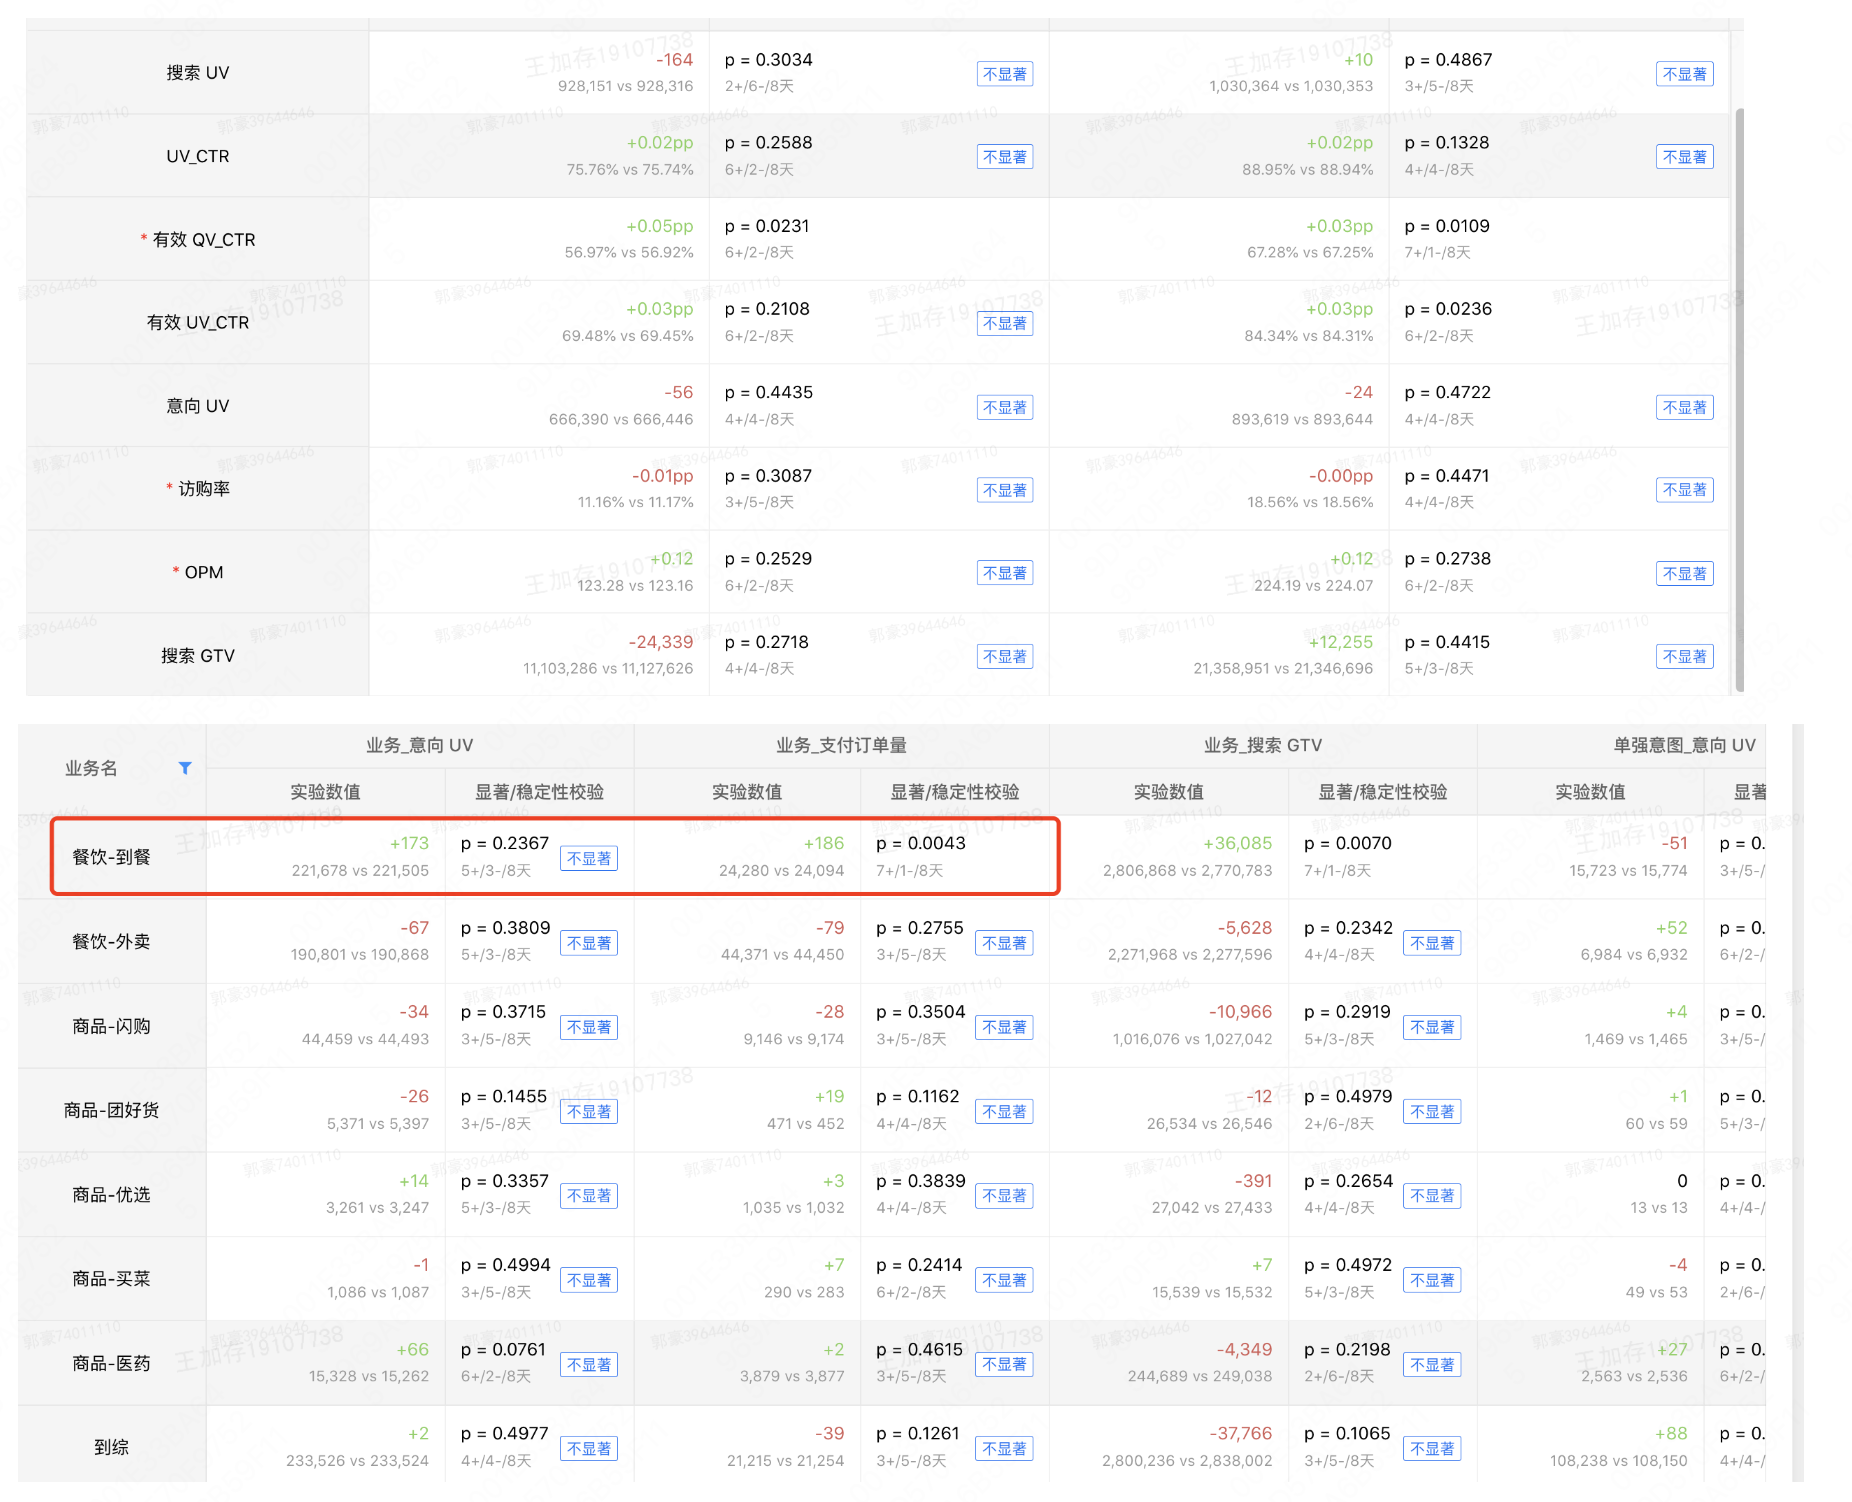 搜索 UV
-164
928,151 vs 928,316
p = 0.3034
2+/6-/8天
不显著
+10
1,030,364 vs 1,030,353
p = 0.4867
3+/5-/8天
不显著
UV_CTR
+0.02pp
75.76% vs 75.74%
p = 0.2588
6+/2-/8天
不显著
+0.02pp
88.95% vs 88.94%
p = 0.1328
4+/4-/8天
不显著
* 有效 QV_CTR
+0.05pp
56.97% vs 56.92%
p = 0.0231
6+/2-/8天
+0.03pp
67.28% vs 67.25%
p = 0.0109
7+/1-/8天
有效 UV_CTR
+0.03pp
69.48% vs 69.45%
p = 0.2108
6+/2-/8天
不显著
+0.03pp
84.34% vs 84.31%
p = 0.0236
6+/2-/8天
意向 UV
-56
666,390 vs 666,446
p = 0.4435
4+/4-/8天
不显著
-24
893,619 vs 893,644
p = 0.4722
4+/4-/8天
不显著
* 访购率
-0.01pp
11.16% vs 11.17%
p = 0.3087
3+/5-/8天
不显著
-0.00pp
18.56% vs 18.56%
p = 0.4471
4+/4-/8天
不显著
* OPM
+0.12
123.28 vs 123.16
p = 0.2529
6+/2-/8天
不显著
+0.12
224.19 vs 224.07
p = 0.2738
6+/2-/8天
不显著
搜索 GTV
-24,339
11,103,286 vs 11,127,626
p = 0.2718
4+/4-/8天
不显著
+12,255
21,358,951 vs 21,346,696
p = 0.4415
5+/3-/8天
不显著
业务名
业务_意向 UV
业务_支付订单量
业务_搜索 GTV
单强意图_意向 UV
实验数值
显著/稳定性校验
实验数值
显著/稳定性校验
实验数值
显著/稳定性校验
实验数值
显著
餐饮-到餐
+173
221,678 vs 221,505
p = 0.2367
5+/3-/8天
不显著
+186
24,280 vs 24,094
p = 0.0043
7+/1-/8天
+36,085
2,806,868 vs 2,770,783
p = 0.0070
7+/1-/8天
-51
15,723 vs 15,774
p = 0.
3+/5-/
餐饮-外卖
-67
190,801 vs 190,868
p = 0.3809
5+/3-/8天
不显著
-79
44,371 vs 44,450
p = 0.2755
3+/5-/8天
不显著
-5,628
2,271,968 vs 2,277,596
p = 0.2342
4+/4-/8天
不显著
+52
6,984 vs 6,932
p = 0.
6+/2-/
商品-闪购
-34
44,459 vs 44,493
p = 0.3715
3+/5-/8天
不显著
-28
9,146 vs 9,174
p = 0.3504
3+/5-/8天
不显著
-10,966
1,016,076 vs 1,027,042
p = 0.2919
5+/3-/8天
不显著
+4
1,469 vs 1,465
p = 0.
3+/5-/
商品-团好货
-26
5,371 vs 5,397
p = 0.1455
3+/5-/8天
不显著
+19
471 vs 452
p = 0.1162
4+/4-/8天
不显著
-12
26,534 vs 26,546
p = 0.4979
2+/6-/8天
不显著
+1
60 vs 59
p = 0.
5+/3-/
商品-优选
+14
3,261 vs 3,247
p = 0.3357
5+/3-/8天
不显著
+3
1,035 vs 1,032
p = 0.3839
4+/4-/8天
不显著
-391
27,042 vs 27,433
p = 0.2654
4+/4-/8天
不显著
0
13 vs 13
p = 0.
4+/4-/
商品-买菜
-1
1,086 vs 1,087
p = 0.4994
3+/5-/8天
不显著
+7
290 vs 283
p = 0.2414
6+/2-/8天
不显著
+7
15,539 vs 15,532
p = 0.4972
5+/3-/8天
不显著
-4
49 vs 53
p = 0.
2+/6-/
商品-医药
+66
15,328 vs 15,262
p = 0.0761
6+/2-/8天
不显著
+2
3,879 vs 3,877
p = 0.4615
3+/5-/8天
不显著
-4,349
244,689 vs 249,038
p = 0.2198
2+/6-/8天
不显著
+27
2,563 vs 2,536
p = 0.
6+/2-/
到综
+2
233,526 vs 233,524
p = 0.4977
4+/4-/8天
不显著
-39
21,215 vs 21,254
p = 0.1261
3+/5-/8天
不显著
-37,766
2,800,236 vs 2,838,002
p = 0.1065
3+/5-/8天
不显著
+88
108,238 vs 108,150
p = 0.
4+/4-/
王加存19107738
郭豪74011110
郭豪39644646